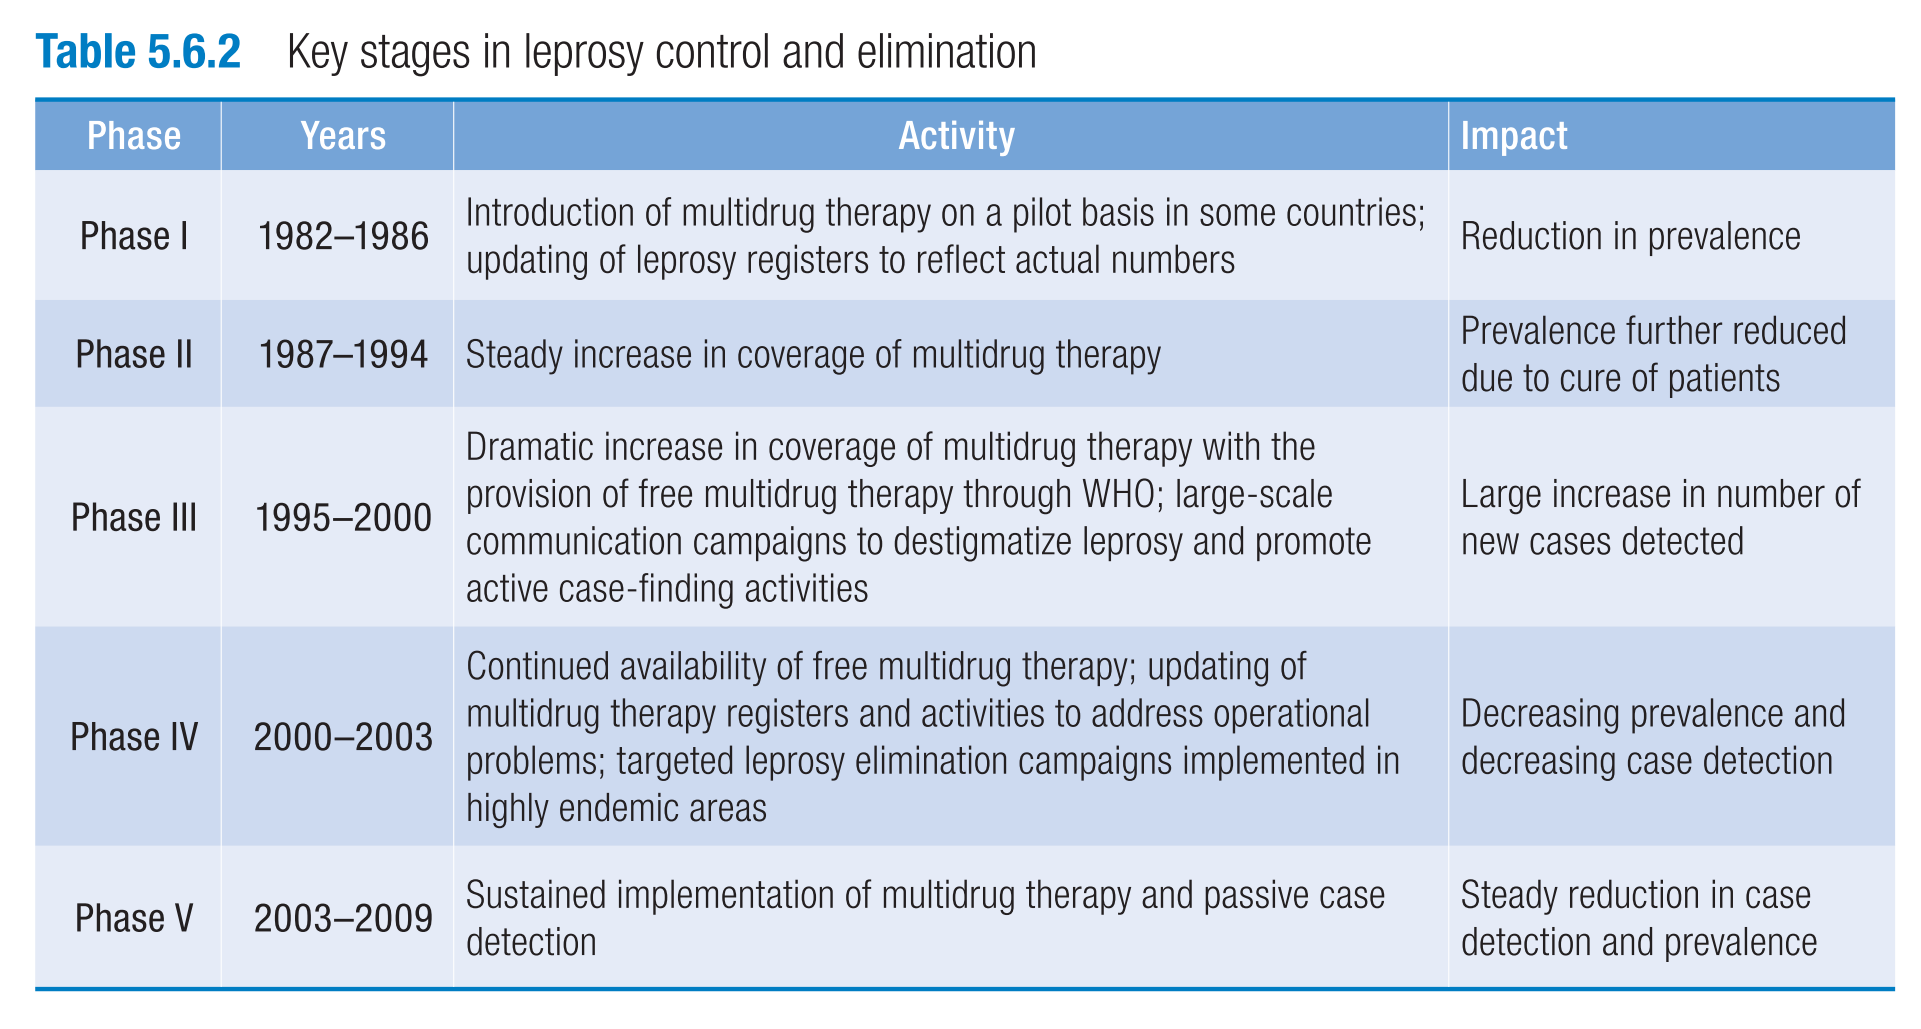 Table 5.6.2 Key stages in leprosy control and elimination
Phase Years Activity Impact
Phase I 1982–1986 Introduction of multidrug therapy on a pilot basis in some countries;
updating of leprosy registers to reflect actual numbers
Reduction in prevalence
Phase II 1987–1994 Steady increase in coverage of multidrug therapy
Prevalence further reduced
due to cure of patients
Phase III 1995–2000
Dramatic increase in coverage of multidrug therapy with the
provision of free multidrug therapy through WHO; large-scale
communication campaigns to destigmatize leprosy and promote
active case-finding activities
Large increase in number of
new cases detected
Phase IV 2000–2003
Continued availability of free multidrug therapy; updating of
multidrug therapy registers and activities to address operational
problems; targeted leprosy elimination campaigns implemented in
highly endemic areas
Decreasing prevalence and
decreasing case detection
Phase V 2003–2009
Sustained implementation of multidrug therapy and passive case
detection
Steady reduction in case
detection and prevalence